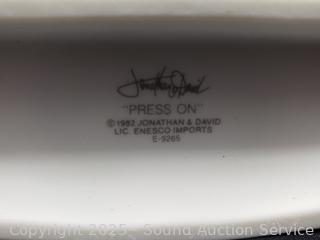 Jonathan & David
"PRESS ON"
©1982 JONATHAN & DAVID
LIC. ENESCO IMPORTS
E-9265
Copyright © 2025 - Sound Auction Service